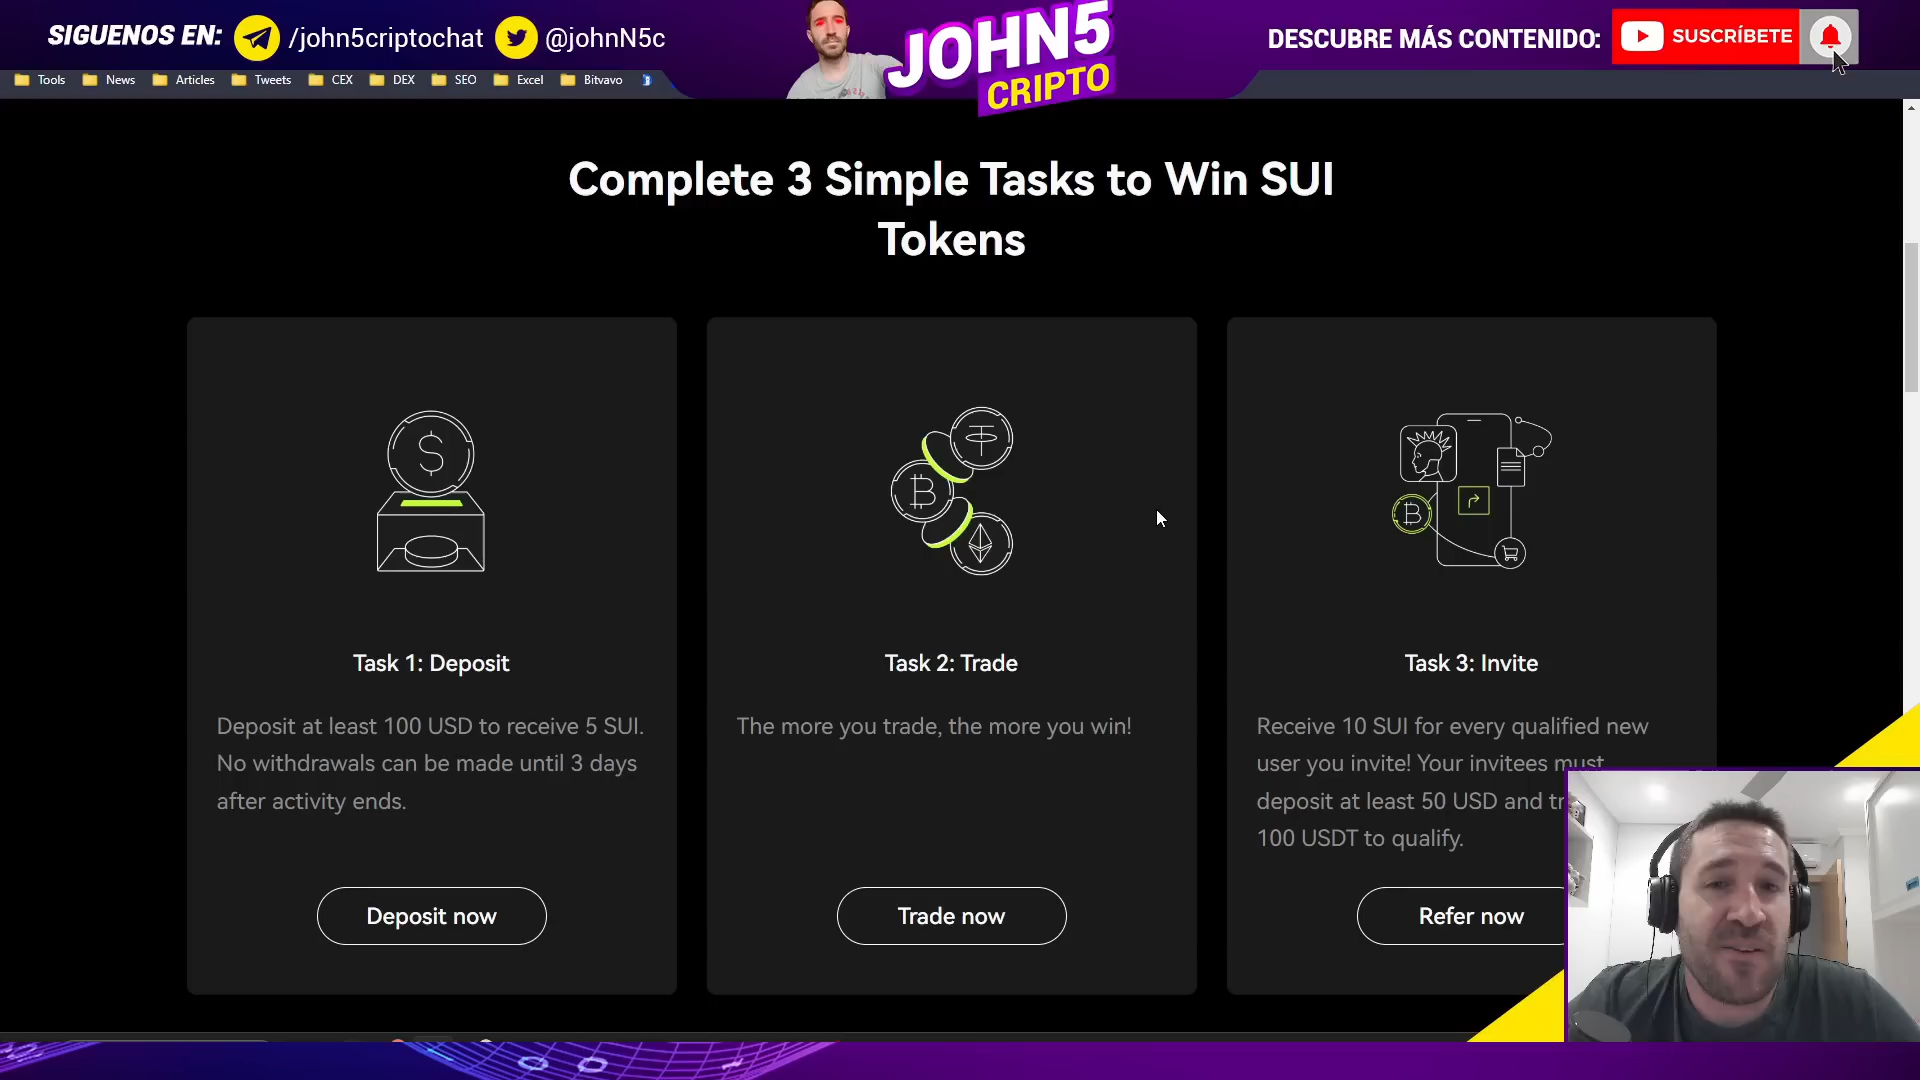 SIGUENOS EN:
/john5criptochat
@johnN5c
JOHN5
CRIPTO
DESCUBRE MÁS CONTENIDO:
SUSCRÍBETE
Tools
News
Articles
Tweets
CEX
DEX
SEO
Excel
Bitvavo
Complete 3 Simple Tasks to Win SUI
Tokens
Task 1: Deposit
Deposit at least 100 USD to receive 5 SUI.
No withdrawals can be made until 3 days
after activity ends.
Deposit now
Task 2: Trade
The more you trade, the more you win!
Trade now
Task 3: Invite
Receive 10 SUI for every qualified new
user you invite! Your invitees must
deposit at least 50 USD and
100 USDT to qualify.
Refer now